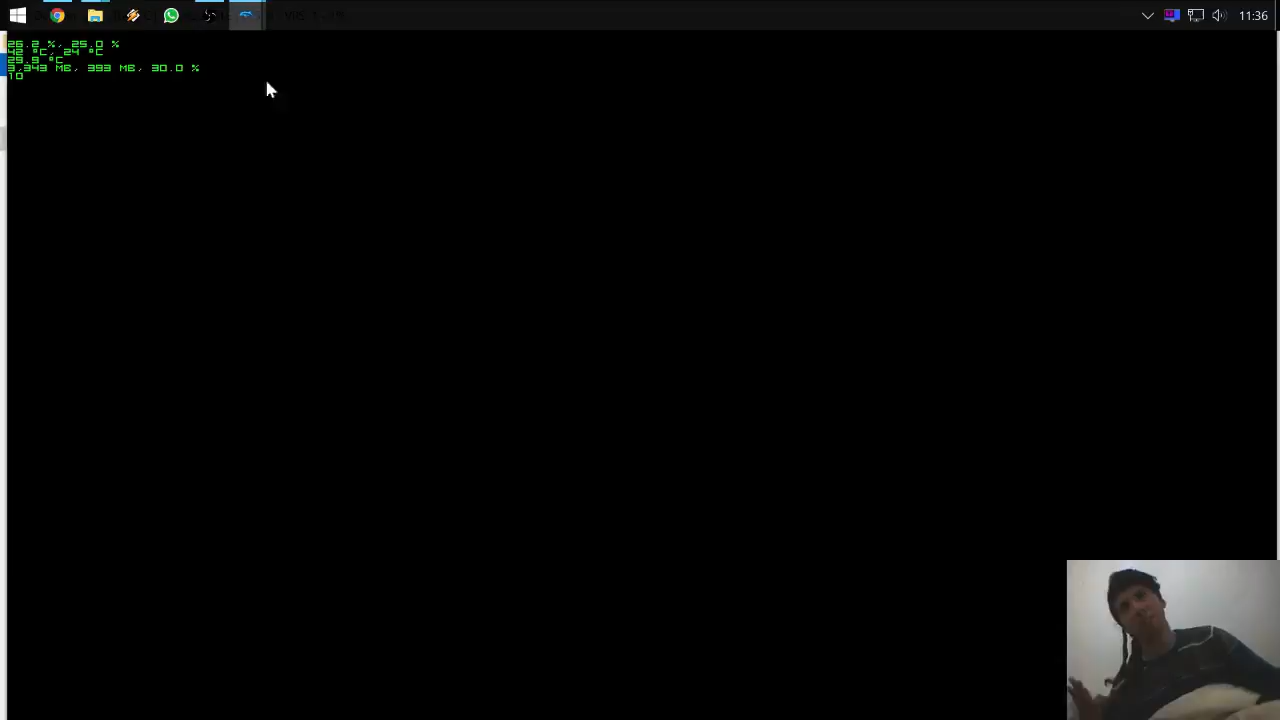 11:36
26.2 %, 25.0 %
42 °C, 24 °C
29.9 °C
3,343 MB, 393 MB, 30.0 %
10